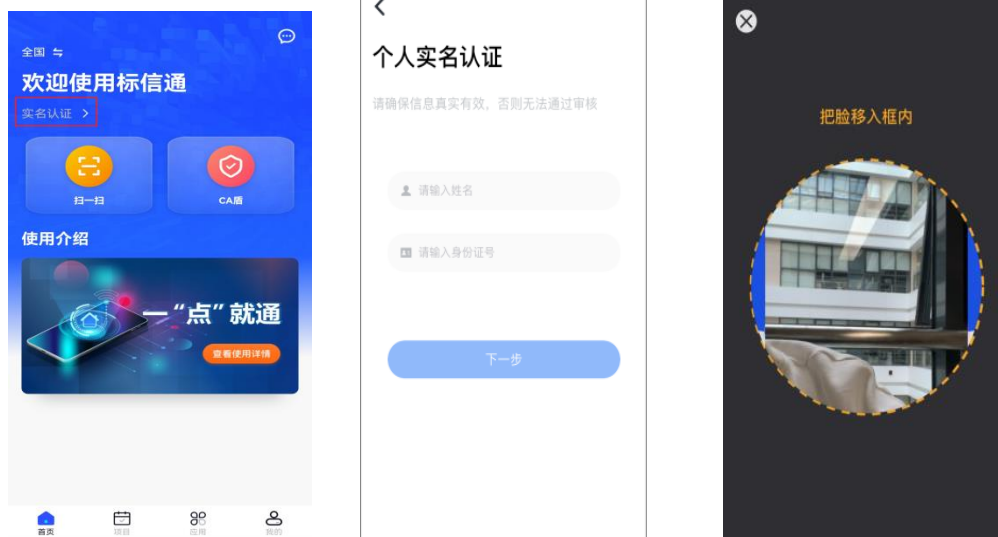 全国
欢迎使用标信通
实名认证 >
扫一扫
CA盾
使用介绍
一“点”就通
查看使用详情
首页
项目
应用
我的
个人实名认证
请确保信息真实有效，否则无法通过审核
请输入姓名
请输入身份证号
下一步
把脸移入框内